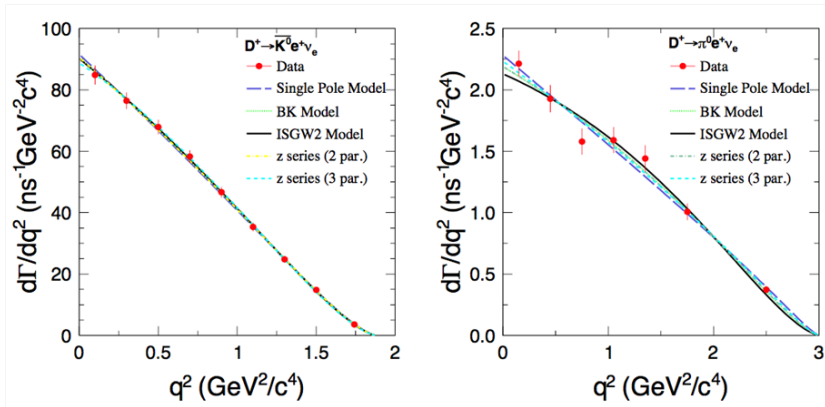 D⁺→K̄⁰e⁺νₑ
Data
Single Pole Model
BK Model
ISGW2 Model
z series (2 par.)
z series (3 par.)
dΓ/dq² (ns⁻¹GeV⁻²c⁴)
100
80
60
40
20
0
0 0.5 1 1.5 2
q² (GeV²/c⁴)
D⁺→π⁰e⁺νₑ
Data
Single Pole Model
BK Model
ISGW2 Model
z series (2 par.)
z series (3 par.)
dΓ/dq² (ns⁻¹GeV⁻²c⁴)
2.5
2.0
1.5
1.0
0.5
0.0
0 1 2 3
q² (GeV²/c⁴)